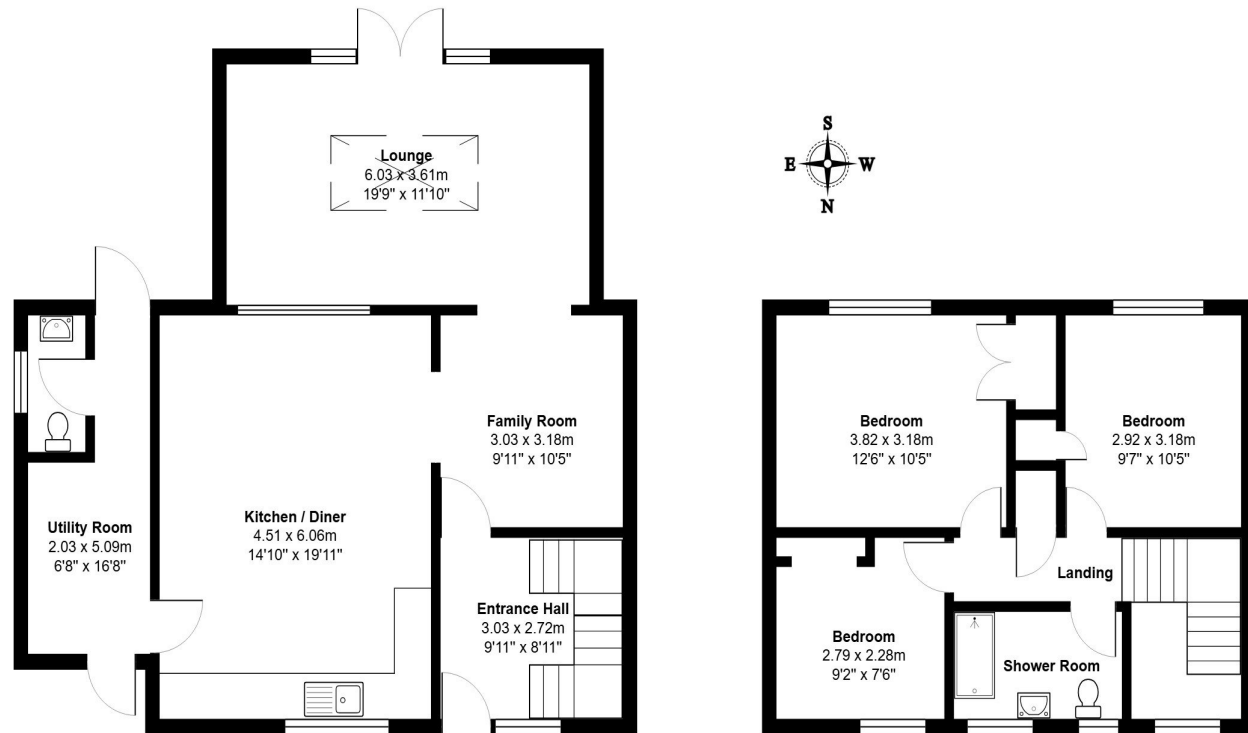 Lounge
6.03 x 3.61m
19'9" x 11'10"
S
E W
N
Family Room
3.03 x 3.18m
9'11" x 10'5"
Bedroom
3.82 x 3.18m
12'6" x 10'5"
Bedroom
2.92 x 3.18m
9'7" x 10'5"
Utility Room
2.03 x 5.09m
6'8" x 16'8"
Kitchen / Diner
4.51 x 6.06m
14'10" x 19'11"
Entrance Hall
3.03 x 2.72m
9'11" x 8'11"
Landing
Bedroom
2.79 x 2.28m
9'2" x 7'6"
Shower Room